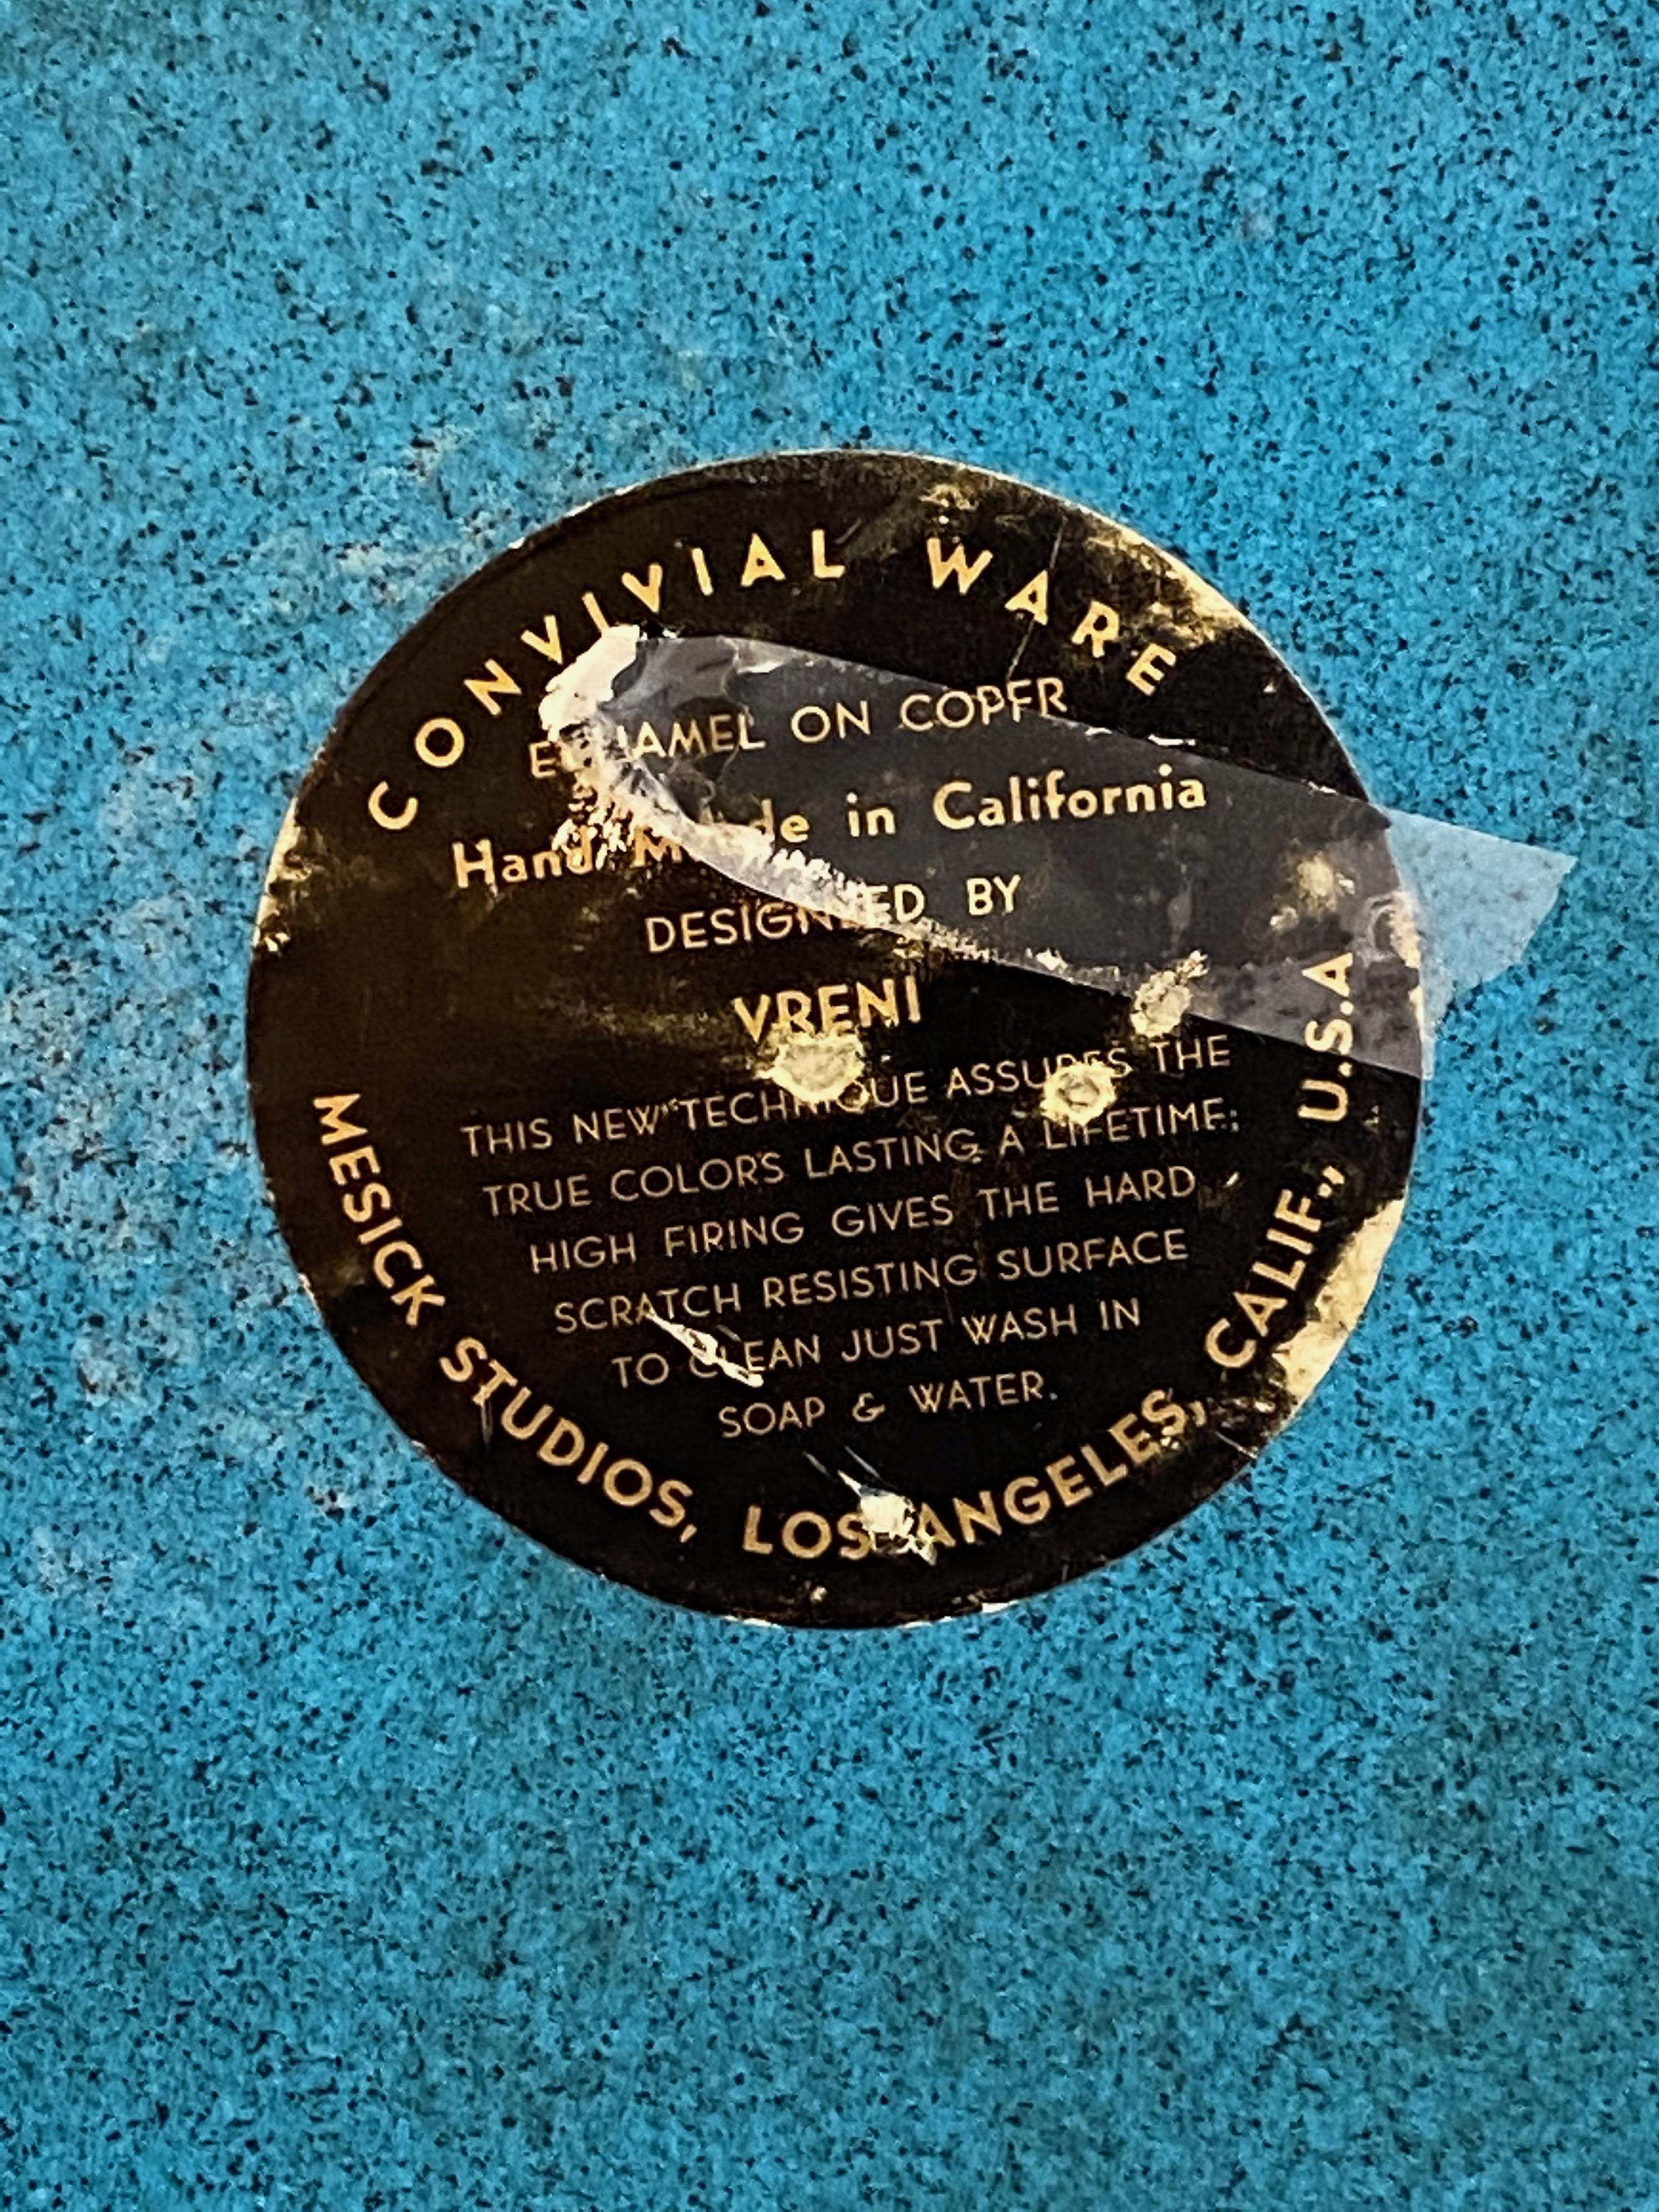 CONVIVIAL WARE
ENAMEL ON COPFR
Hand Made in California
DESIGNED BY
VRENI
THIS NEW TECHNIQUE ASSURES THE
TRUE COLORS LASTING A LIFETIME;
HIGH FIRING GIVES THE HARD
SCRATCH RESISTING SURFACE
TO CLEAN JUST WASH IN
SOAP & WATER.
MESICK STUDIOS, LOS ANGELES, CALIF., U.S.A